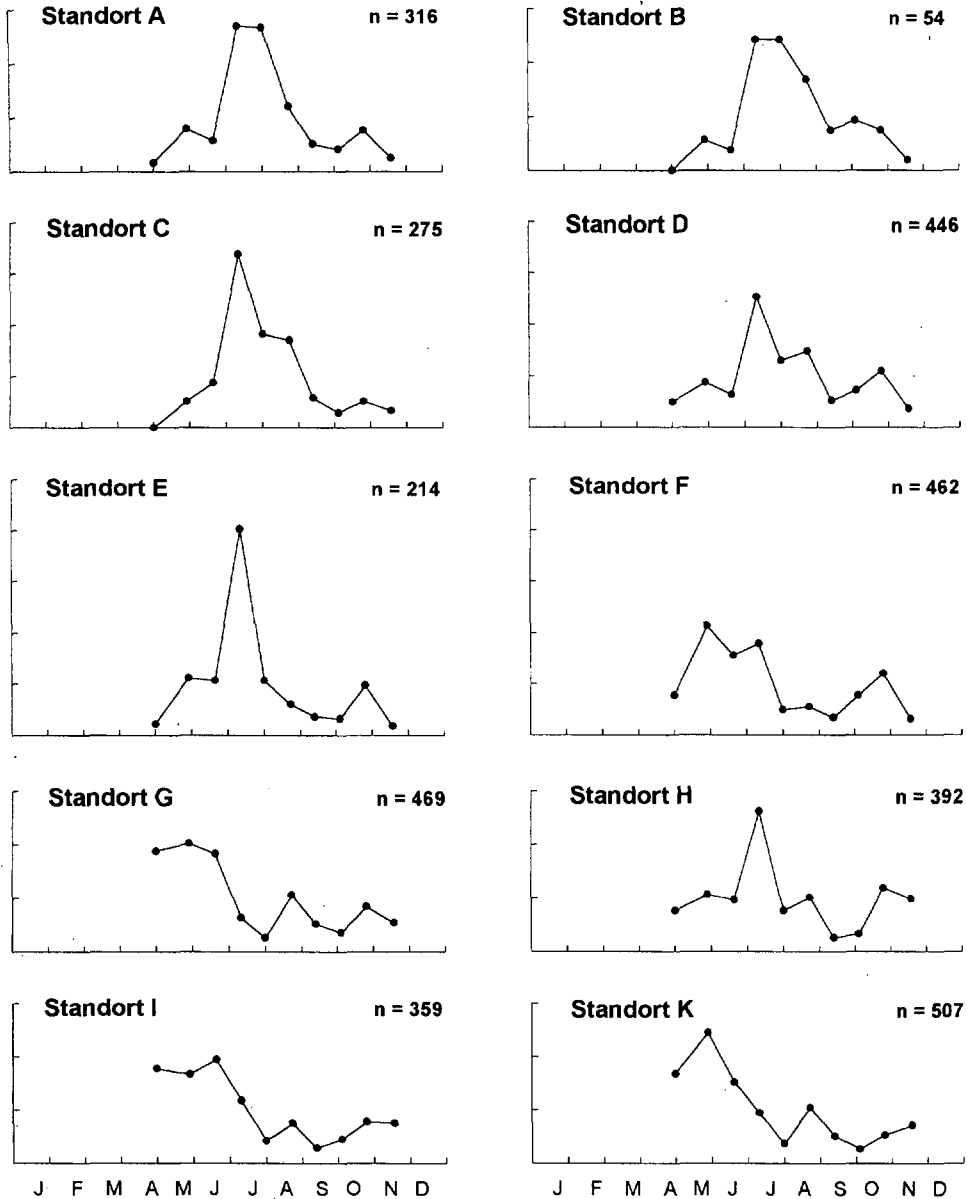 Standort A n = 316
Standort B n = 54
Standort C n = 275
Standort D n = 446
Standort E n = 214
Standort F n = 462
Standort G n = 469
Standort H n = 392
Standort I n = 359
Standort K n = 507
J F M A M J J A S O N D
J F M A M J J A S O N D